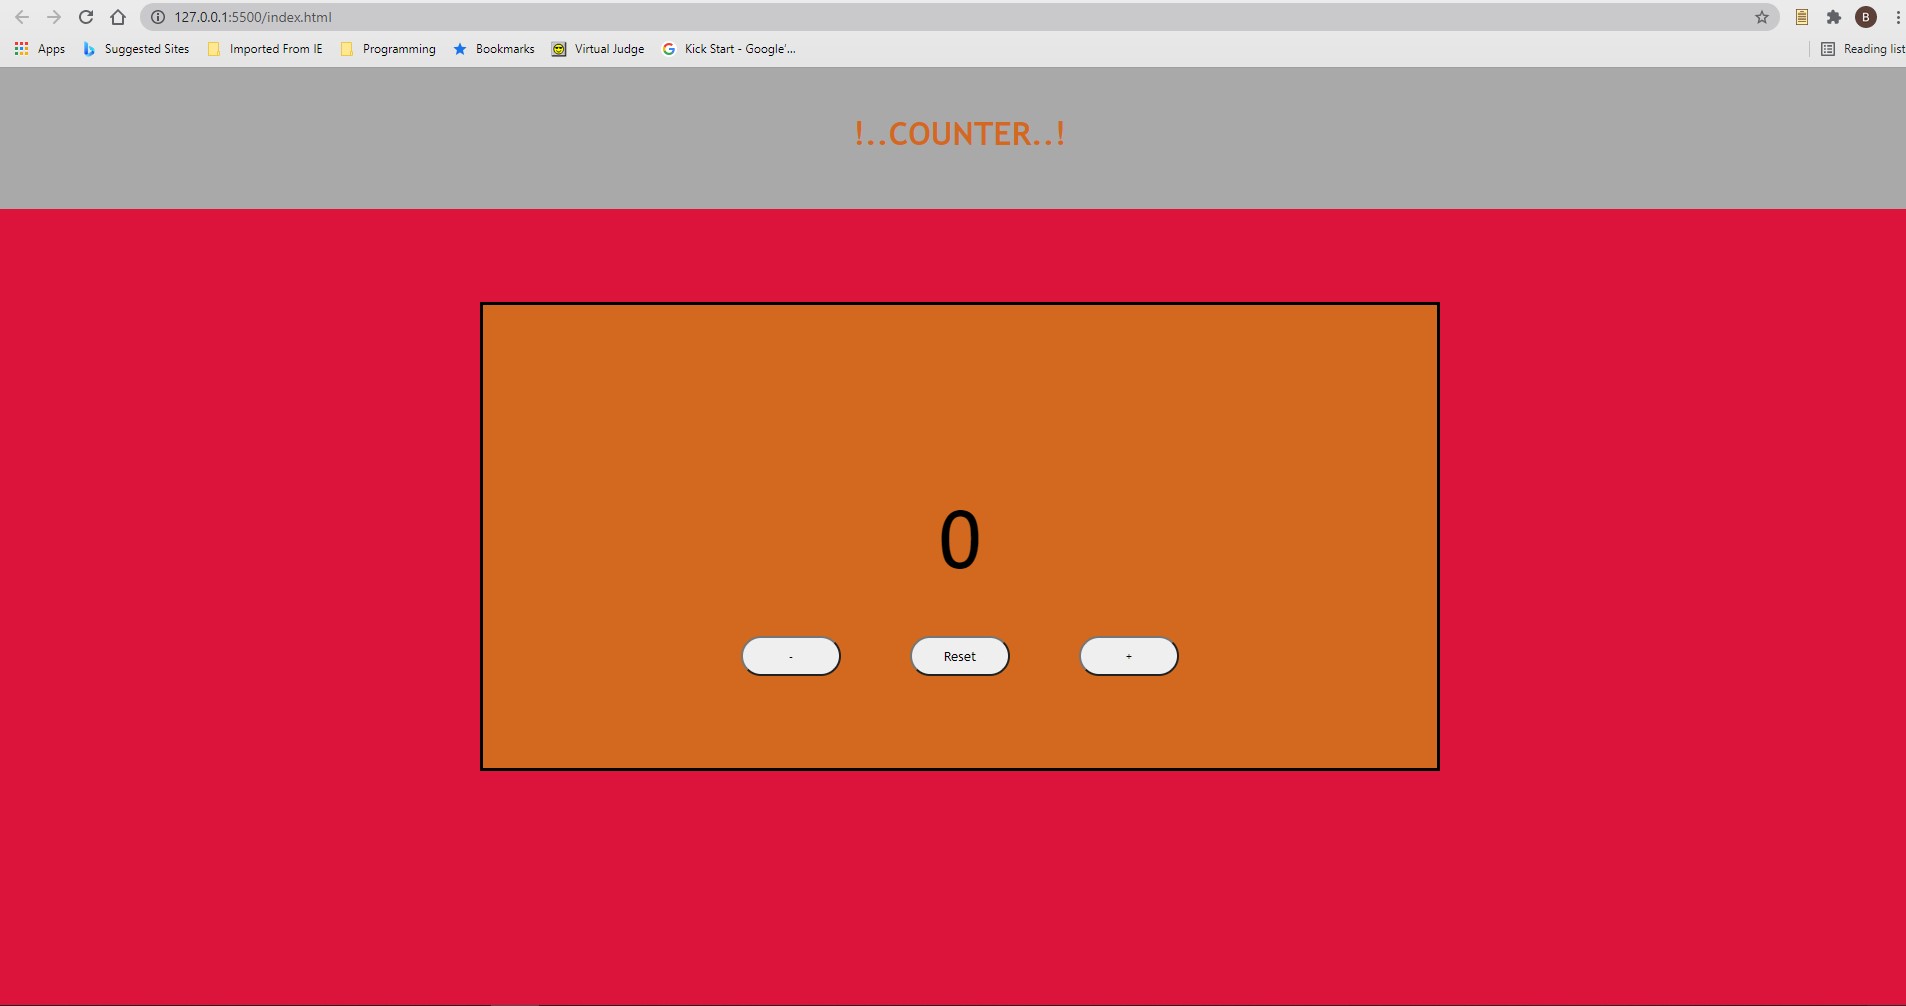 127.0.0.1:5500/index.html
B
Apps Suggested Sites Imported From IE Programming Bookmarks Virtual Judge Kick Start - Google'... Reading list
!..COUNTER..!
0
- Reset +